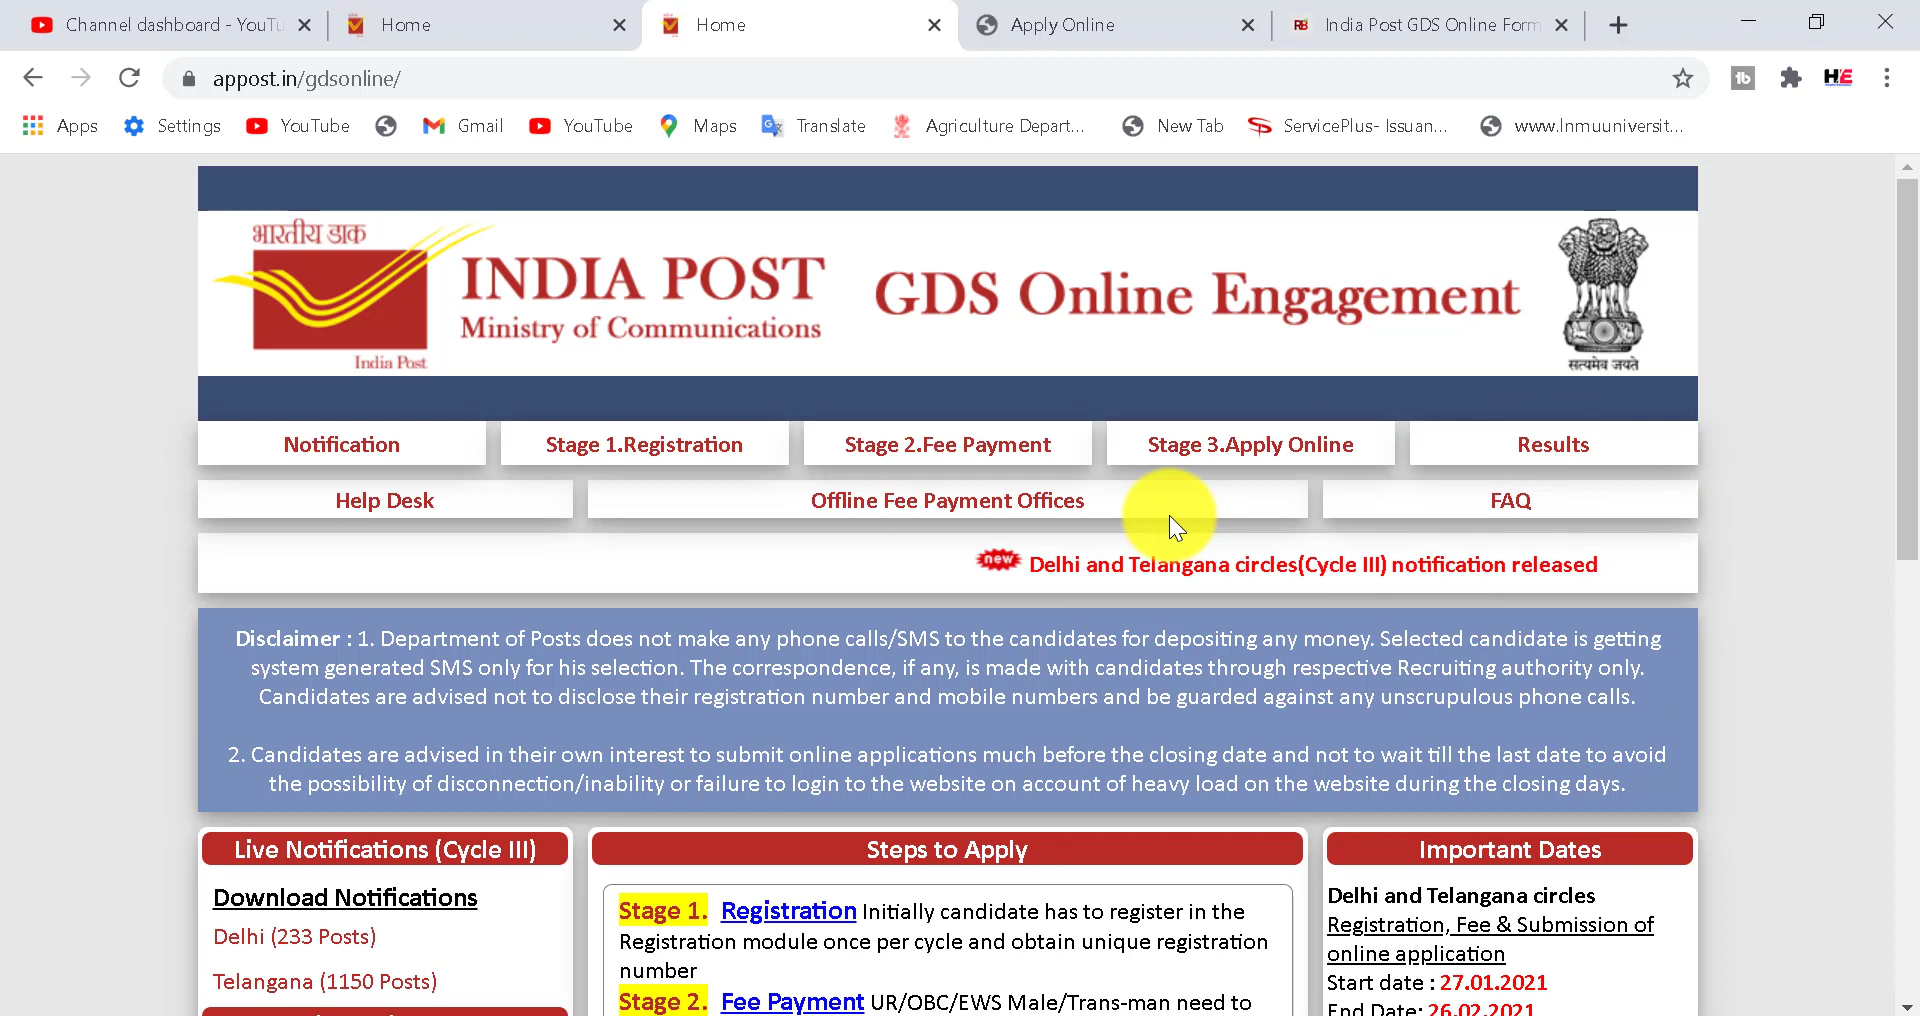 Channel dashboard - YouTu
Home
Home
Apply Online
India Post GDS Online Form
appost.in/gdsonline/
Apps
Settings
YouTube
Gmail
YouTube
Maps
Translate
Agriculture Depart...
New Tab
ServicePlus- Issuan...
www.lnmuuniversit...
भारतीय डाक
India Post
INDIA POST
Ministry of Communications
GDS Online Engagement
सत्यमेव जयते
Notification
Stage 1.Registration
Stage 2.Fee Payment
Stage 3.Apply Online
Results
Help Desk
Offline Fee Payment Offices
FAQ
new Delhi and Telangana circles(Cycle III) notification released
Disclaimer : 1. Department of Posts does not make any phone calls/SMS to the candidates for depositing any money. Selected candidate is getting
system generated SMS only for his selection. The correspondence, if any, is made with candidates through respective Recruiting authority only.
Candidates are advised not to disclose their registration number and mobile numbers and be guarded against any unscrupulous phone calls.
2. Candidates are advised in their own interest to submit online applications much before the closing date and not to wait till the last date to avoid
the possibility of disconnection/inability or failure to login to the website on account of heavy load on the website during the closing days.
Live Notifications (Cycle III)
Download Notifications
Delhi (233 Posts)
Telangana (1150 Posts)
Steps to Apply
Stage 1. Registration Initially candidate has to register in the
Registration module once per cycle and obtain unique registration
number
Stage 2. Fee Payment UR/OBC/EWS Male/Trans-man need to
Important Dates
Delhi and Telangana circles
Registration, Fee & Submission of
online application
Start date : 27.01.2021
End Date: 26.02.2021